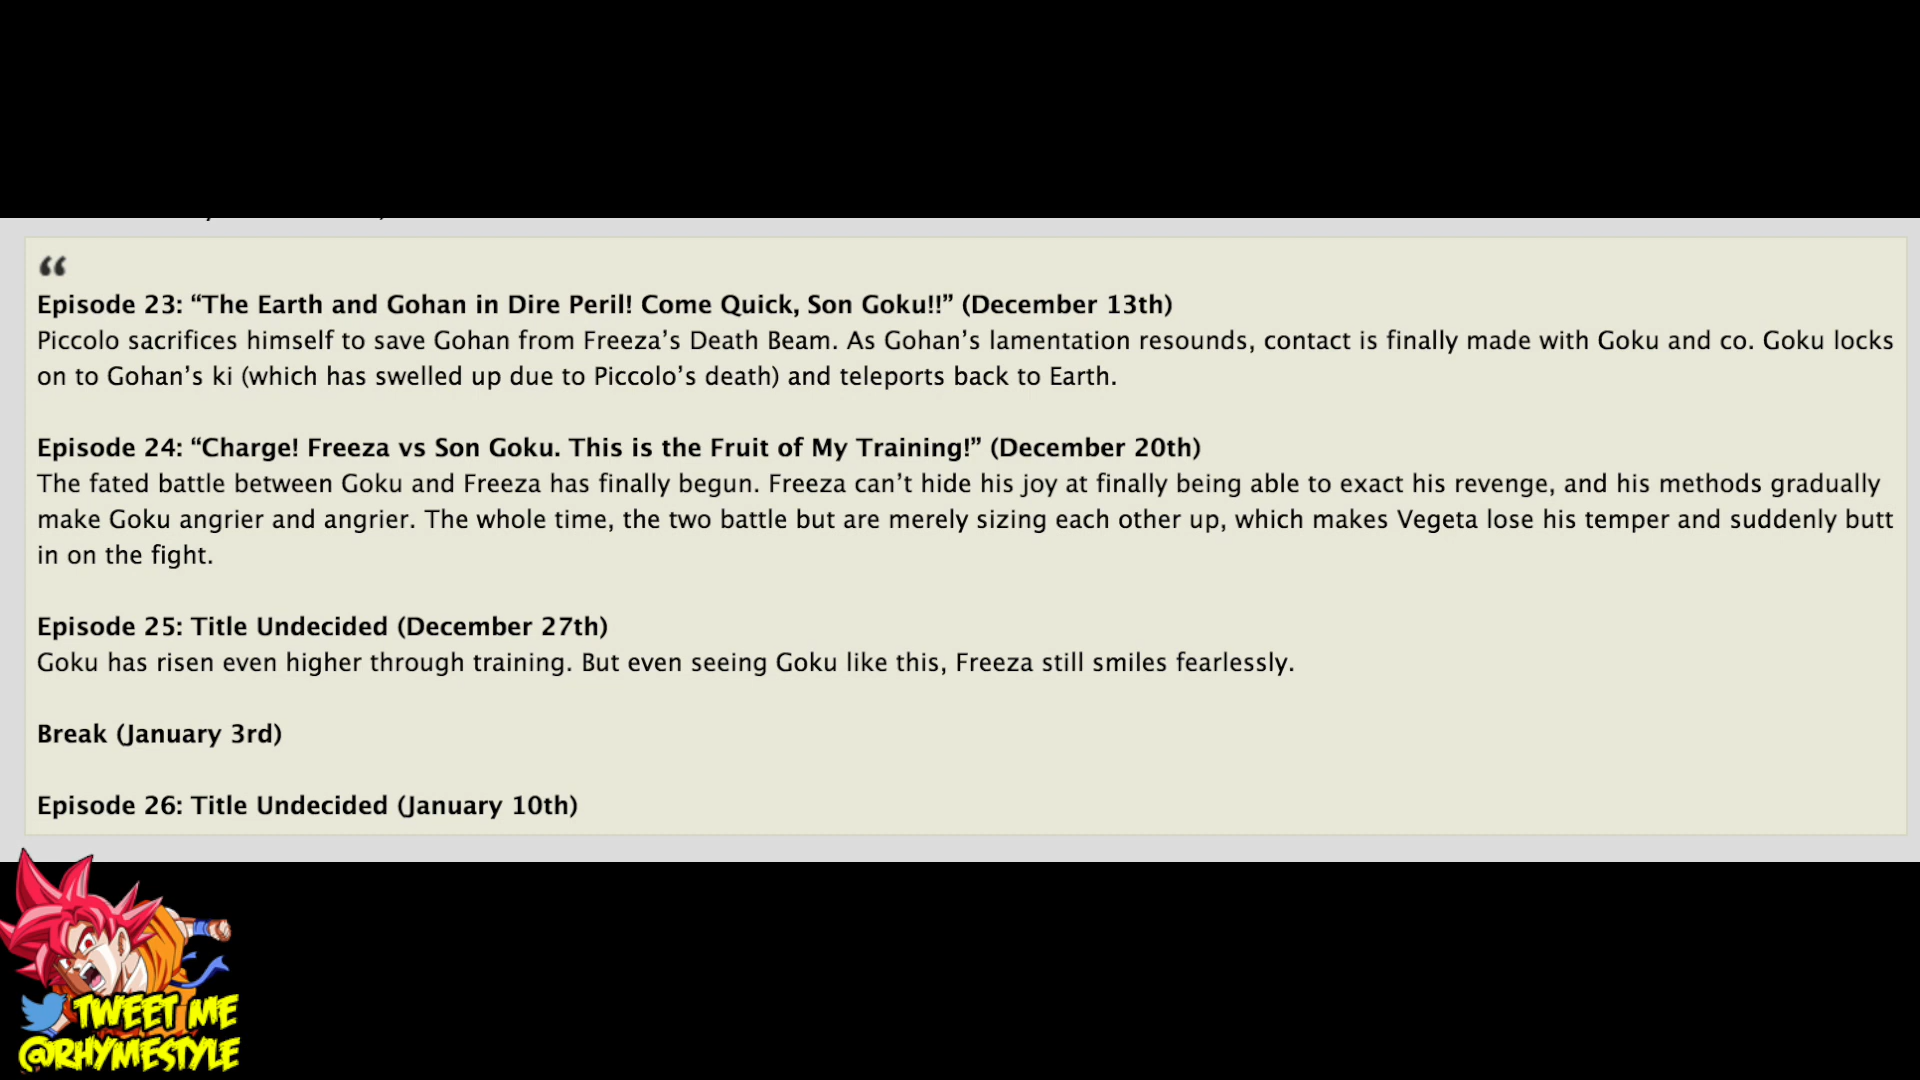 “
Episode 23: “The Earth and Gohan in Dire Peril! Come Quick, Son Goku!!” (December 13th)
Piccolo sacrifices himself to save Gohan from Freeza’s Death Beam. As Gohan’s lamentation resounds, contact is finally made with Goku and co. Goku locks
on to Gohan’s ki (which has swelled up due to Piccolo’s death) and teleports back to Earth.
Episode 24: “Charge! Freeza vs Son Goku. This is the Fruit of My Training!” (December 20th)
The fated battle between Goku and Freeza has finally begun. Freeza can’t hide his joy at finally being able to exact his revenge, and his methods gradually
make Goku angrier and angrier. The whole time, the two battle but are merely sizing each other up, which makes Vegeta lose his temper and suddenly butt
in on the fight.
Episode 25: Title Undecided (December 27th)
Goku has risen even higher through training. But even seeing Goku like this, Freeza still smiles fearlessly.
Break (January 3rd)
Episode 26: Title Undecided (January 10th)
TWEET ME
@RHYMESTYLE